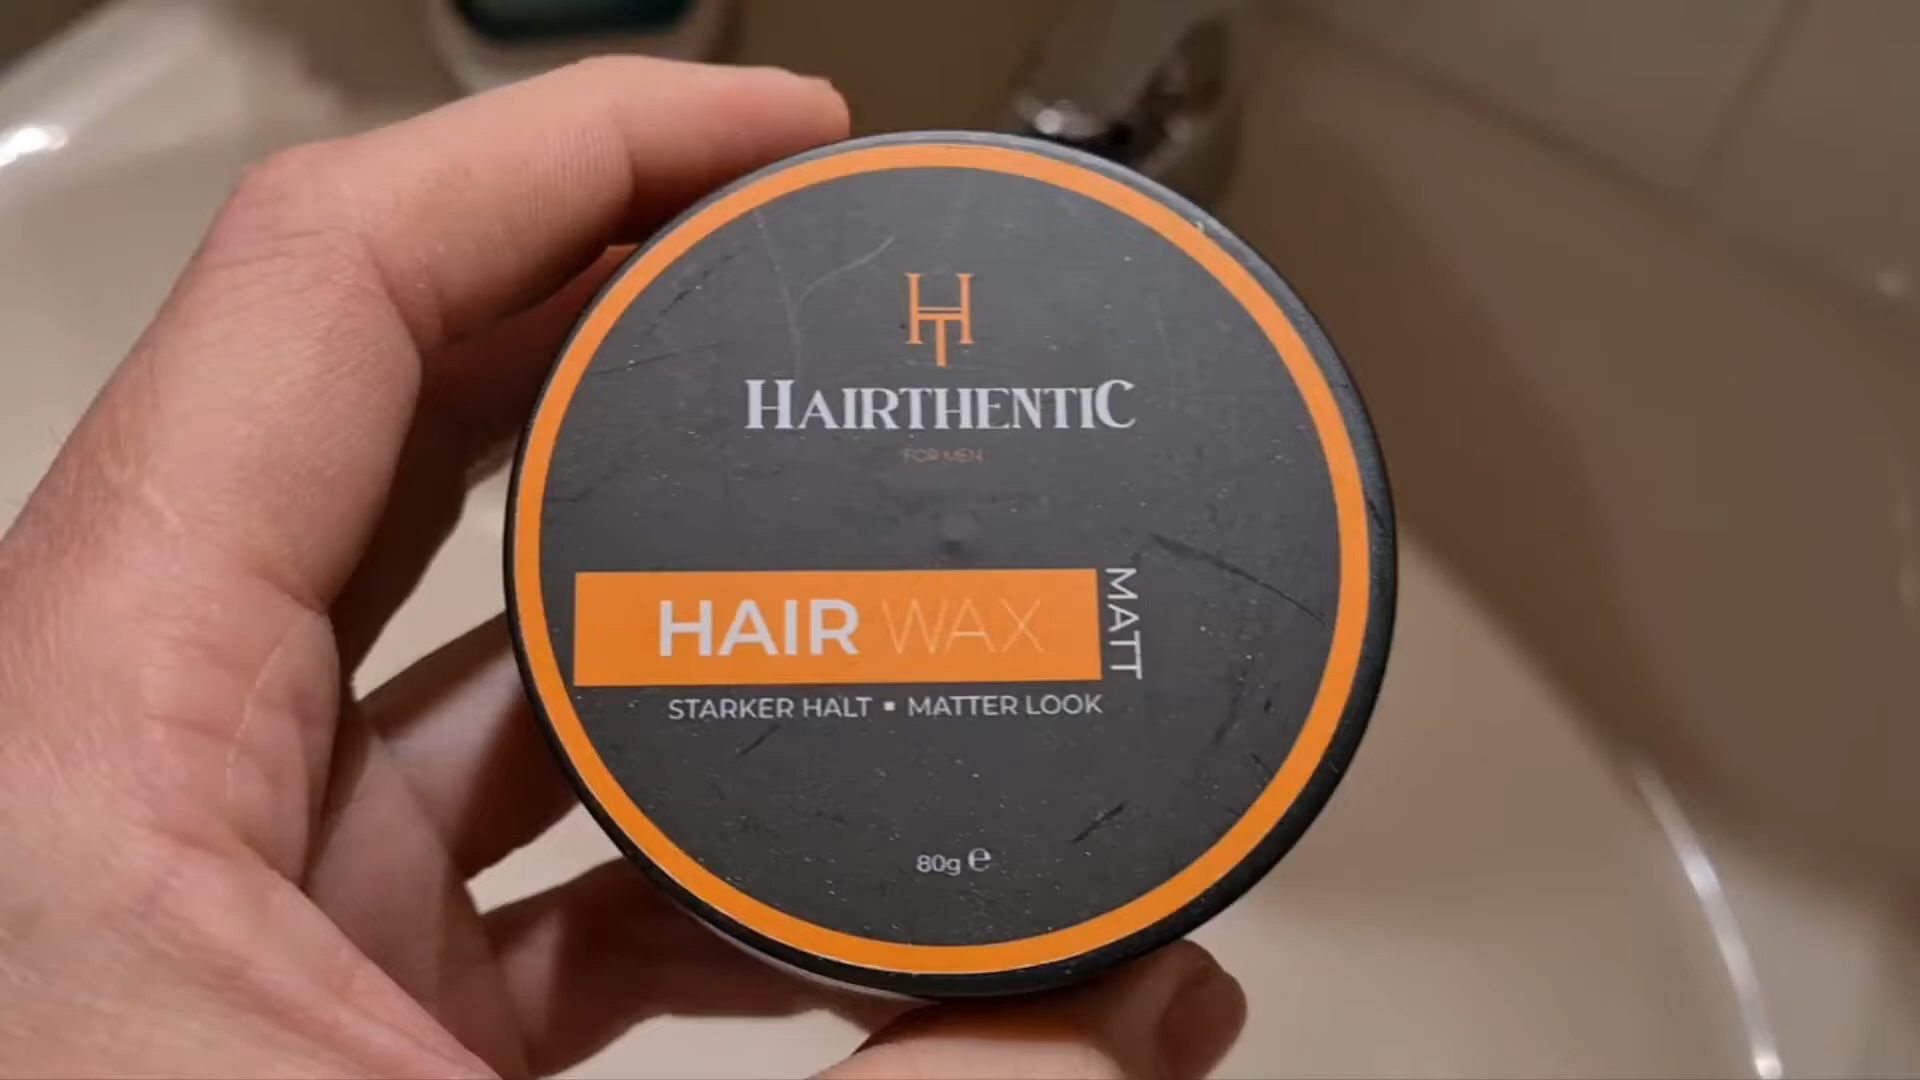 HT
HAIRTHENTIC
FOR MEN
HAIR WAX
MATT
STARKER HALT ▪ MATTER LOOK
80g ℮